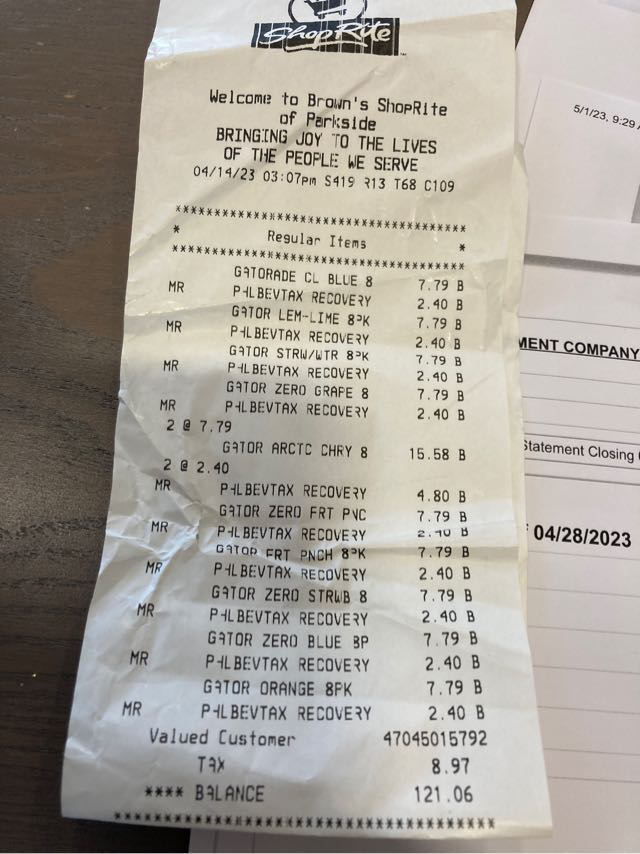 ShopRite
Welcome to Brown's ShopRite
of Parkside
BRINGING JOY TO THE LIVES
OF THE PEOPLE WE SERVE
04/14/23 03:07pm S419 R13 T68 C109
******************************
* Regular Items *
******************************
GATORADE CL BLUE 8 7.79 B
MR PHLBEVTAX RECOVERY 2.40 B
GATOR LEM-LIME 8PK 7.79 B
MR PHLBEVTAX RECOVERY 2.40 B
GATOR STRW/WTR 8PK 7.79 B
MR PHLBEVTAX RECOVERY 2.40 B
GATOR ZERO GRAPE 8 7.79 B
MR PHLBEVTAX RECOVERY 2.40 B
2 @ 7.79
GATOR ARCTC CHRY 8 15.58 B
2 @ 2.40
MR PHLBEVTAX RECOVERY 4.80 B
GATOR ZERO FRT PNC 7.79 B
MR PHLBEVTAX RECOVERY 2.40 B
GATOR FRT PNCH 8PK 7.79 B
MR PHLBEVTAX RECOVERY 2.40 B
GATOR ZERO STRWB 8 7.79 B
MR PHLBEVTAX RECOVERY 2.40 B
GATOR ZERO BLUE 8P 7.79 B
MR PHLBEVTAX RECOVERY 2.40 B
GATOR ORANGE 8PK 7.79 B
MR PHLBEVTAX RECOVERY 2.40 B
Valued Customer 47045015792
TAX 8.97
**** BALANCE 121.06
******************************
5/1/23, 9:29
MENT COMPANY
Statement Closing
04/28/2023